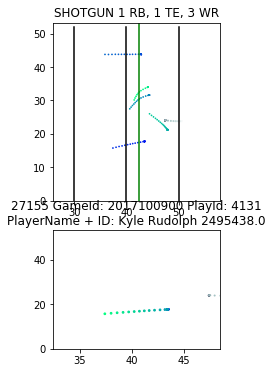 SHOTGUN 1 RB, 1 TE, 3 WR
50
40
30
20
10
0
30 40 50
27155 GameId: 2017100900 PlayId: 4131
PlayerName + ID: Kyle Rudolph 2495438.0
40
20
0
35 40 45